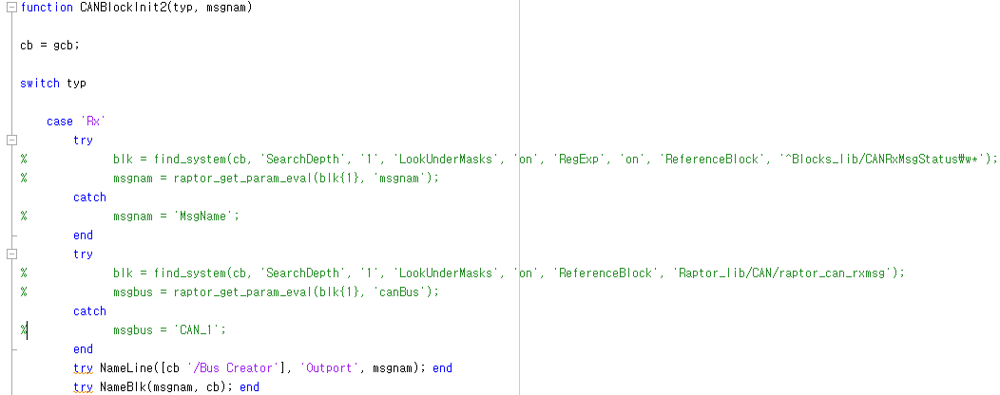 function CANBlockInit2(typ, msgnam)
cb = gcb;
switch typ
case 'Rx'
try
% blk = find_system(cb, 'SearchDepth', '1', 'LookUnderMasks', 'on', 'RegExp', 'on', 'ReferenceBlock', '^Blocks_lib/CANRxMsgStatus₩w*');
% msgnam = raptor_get_param_eval(blk{1}, 'msgnam');
catch
% msgnam = 'MsgName';
end
try
% blk = find_system(cb, 'SearchDepth', '1', 'LookUnderMasks', 'on', 'ReferenceBlock', 'Raptor_lib/CAN/raptor_can_rxmsg');
% msgbus = raptor_get_param_eval(blk{1}, 'canBus');
catch
% msgbus = 'CAN_1';
end
try NameLine([cb '/Bus Creator'], 'Outport', msgnam); end
try NameBlk(msgnam, cb); end